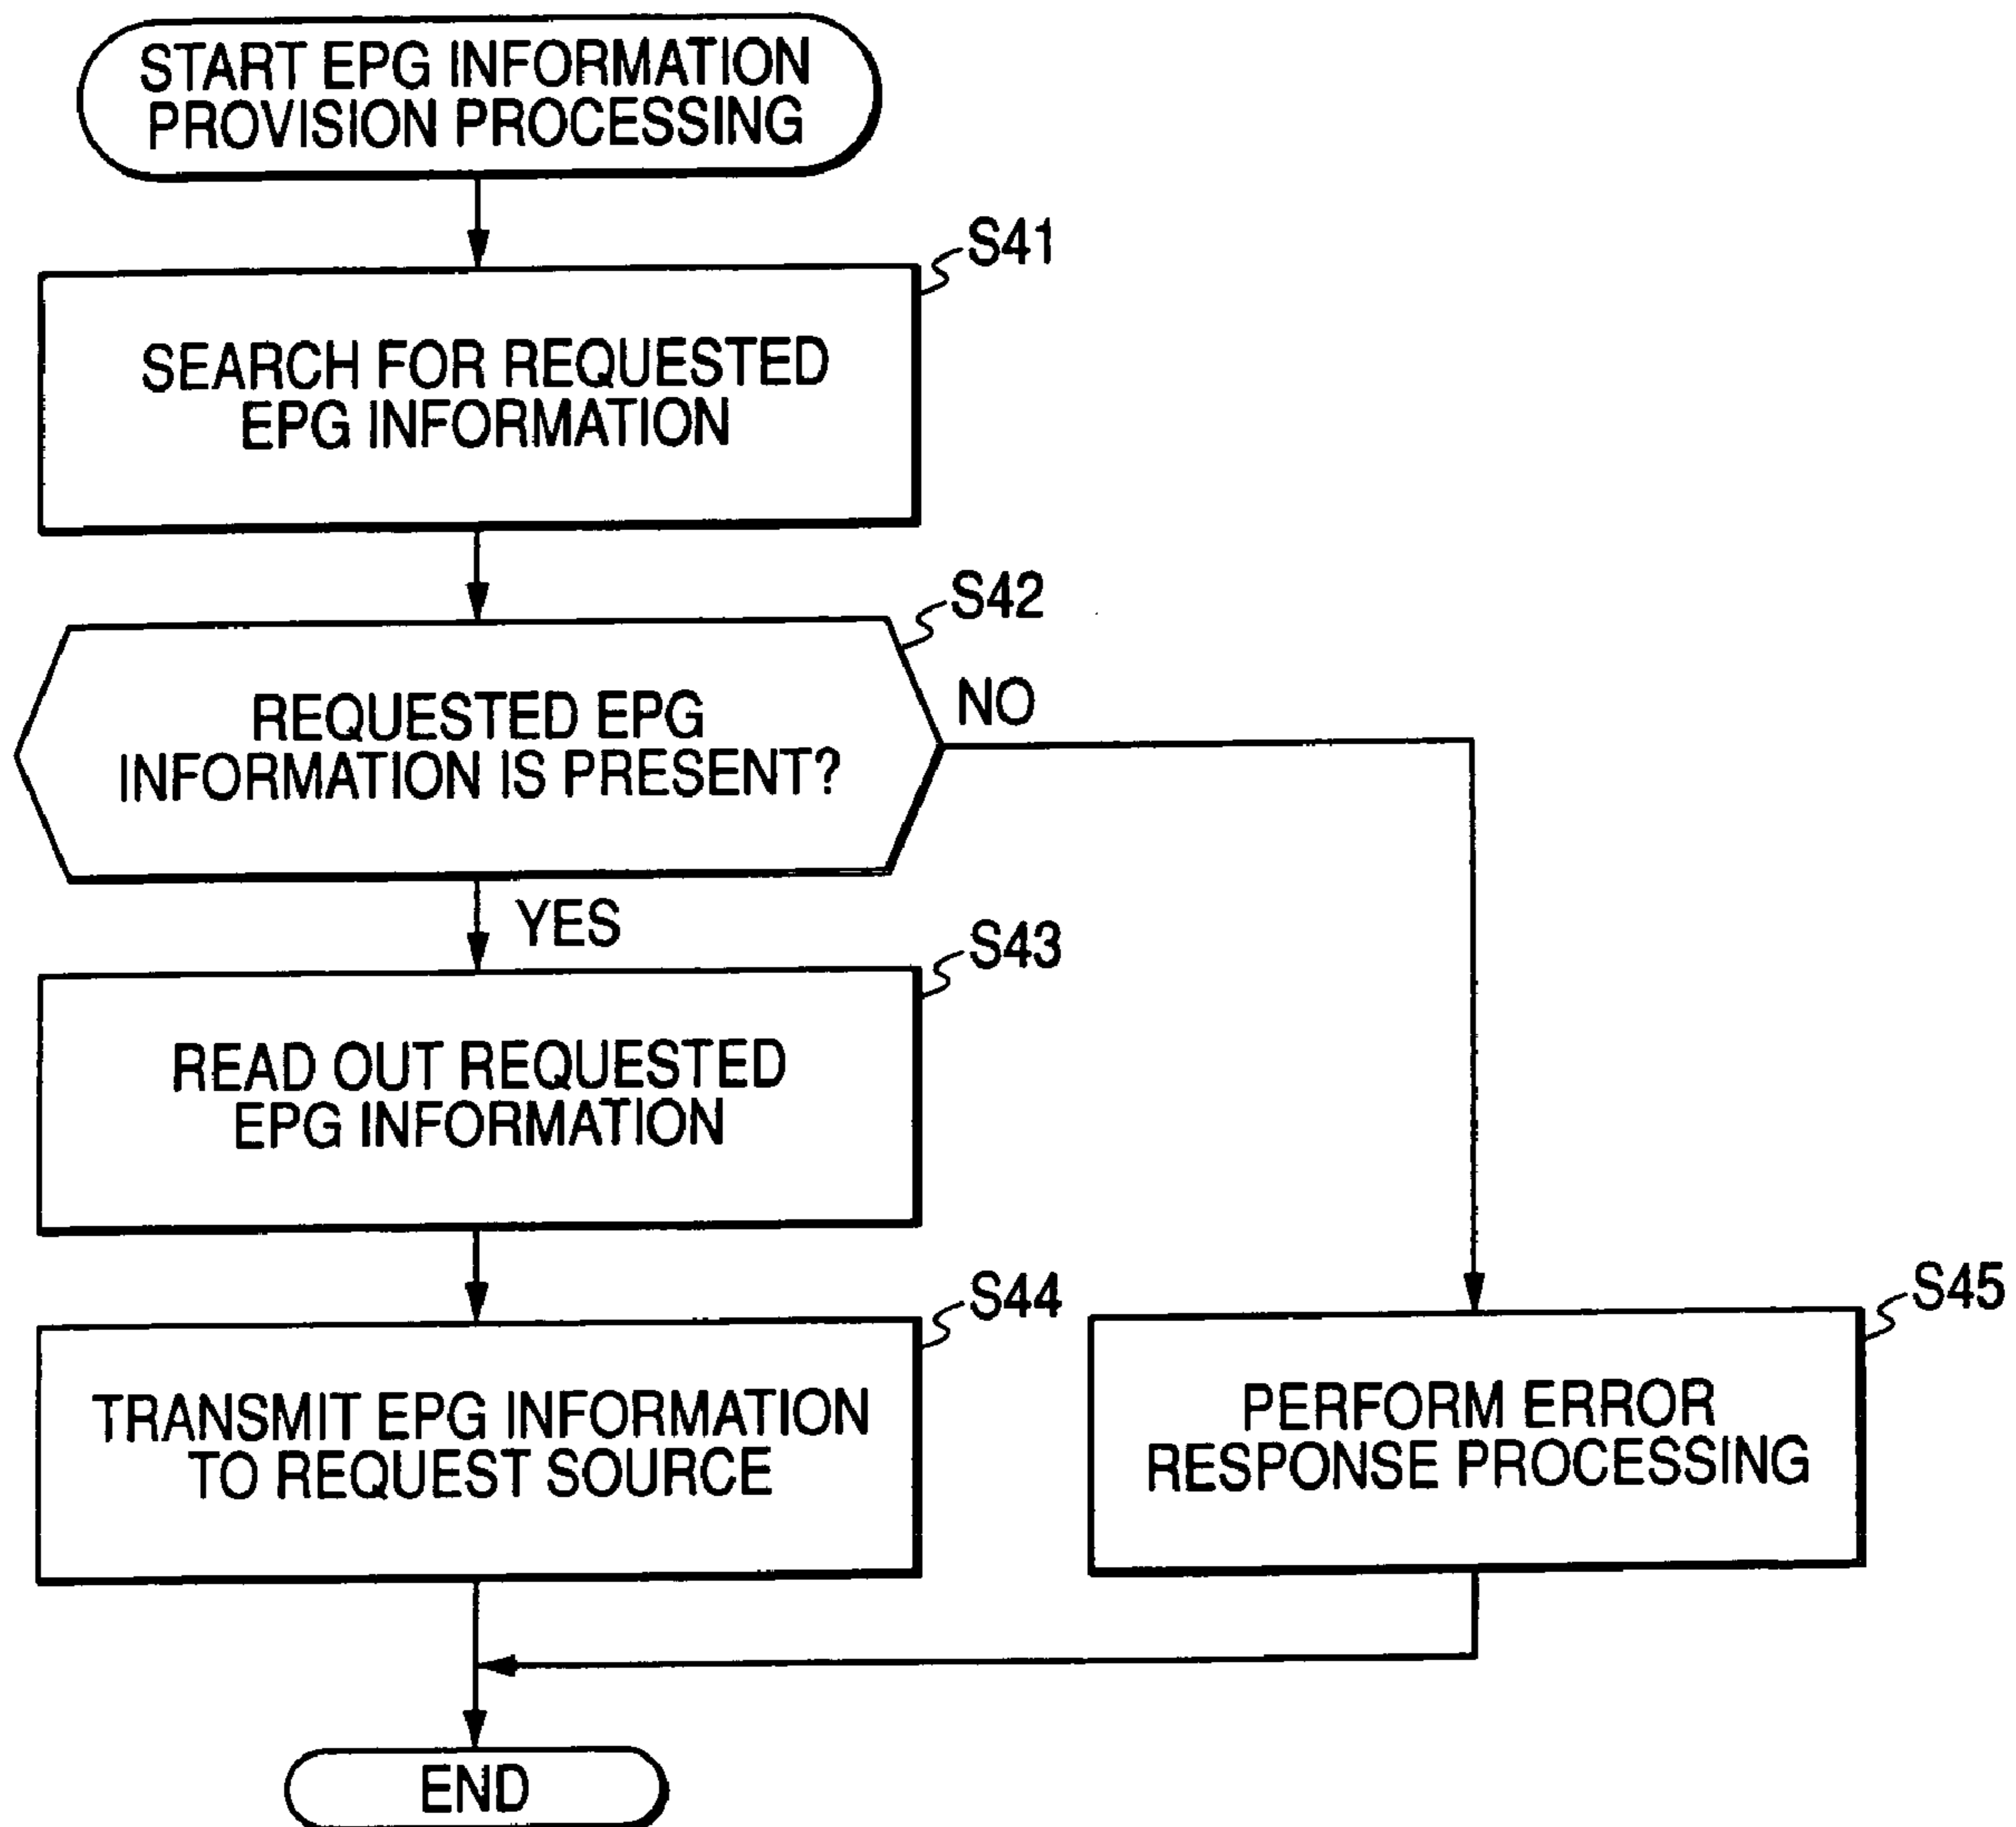 START EPG INFORMATION
PROVISION PROCESSING
S41
SEARCH FOR REQUESTED
EPG INFORMATION
S42
REQUESTED EPG
INFORMATION IS PRESENT?
NO
YES
S43
READ OUT REQUESTED
EPG INFORMATION
S44
TRANSMIT EPG INFORMATION
TO REQUEST SOURCE
S45
PERFORM ERROR
RESPONSE PROCESSING
END